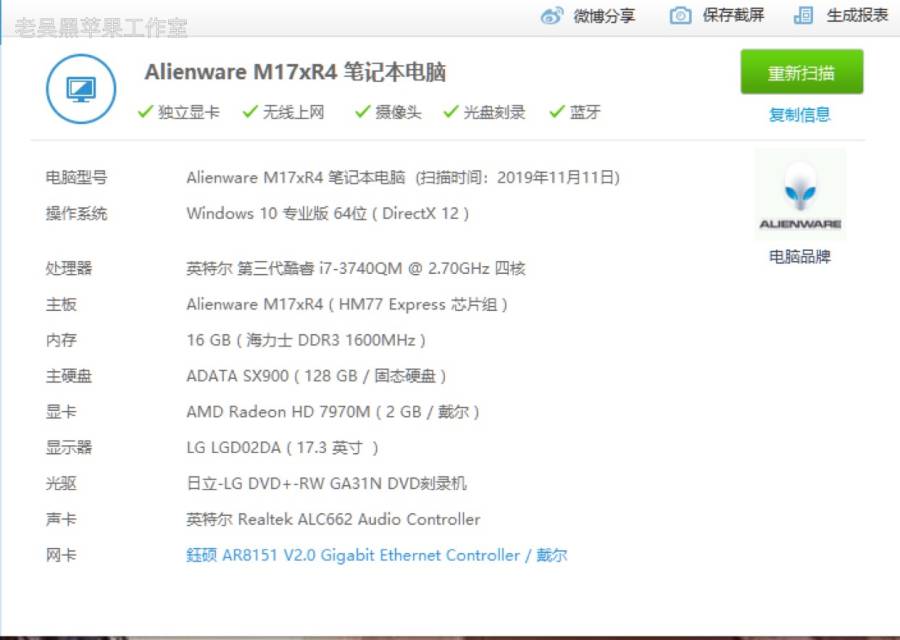 微博分享 保存截屏 生成报表
老吴黑苹果工作室
Alienware M17xR4 笔记本电脑
重新扫描
独立显卡 无线上网 摄像头 光盘刻录 蓝牙
复制信息
电脑型号 Alienware M17xR4 笔记本电脑 (扫描时间：2019年11月11日)
操作系统 Windows 10 专业版 64位 ( DirectX 12 )
ALIENWARE
电脑品牌
处理器 英特尔 第三代酷睿 i7-3740QM @ 2.70GHz 四核
主板 Alienware M17xR4 ( HM77 Express 芯片组 )
内存 16 GB ( 海力士 DDR3 1600MHz )
主硬盘 ADATA SX900 ( 128 GB / 固态硬盘 )
显卡 AMD Radeon HD 7970M ( 2 GB / 戴尔 )
显示器 LG LGD02DA ( 17.3 英寸 )
光驱 日立-LG DVD+-RW GA31N DVD刻录机
声卡 英特尔 Realtek ALC662 Audio Controller
网卡 鈺硕 AR8151 V2.0 Gigabit Ethernet Controller / 戴尔